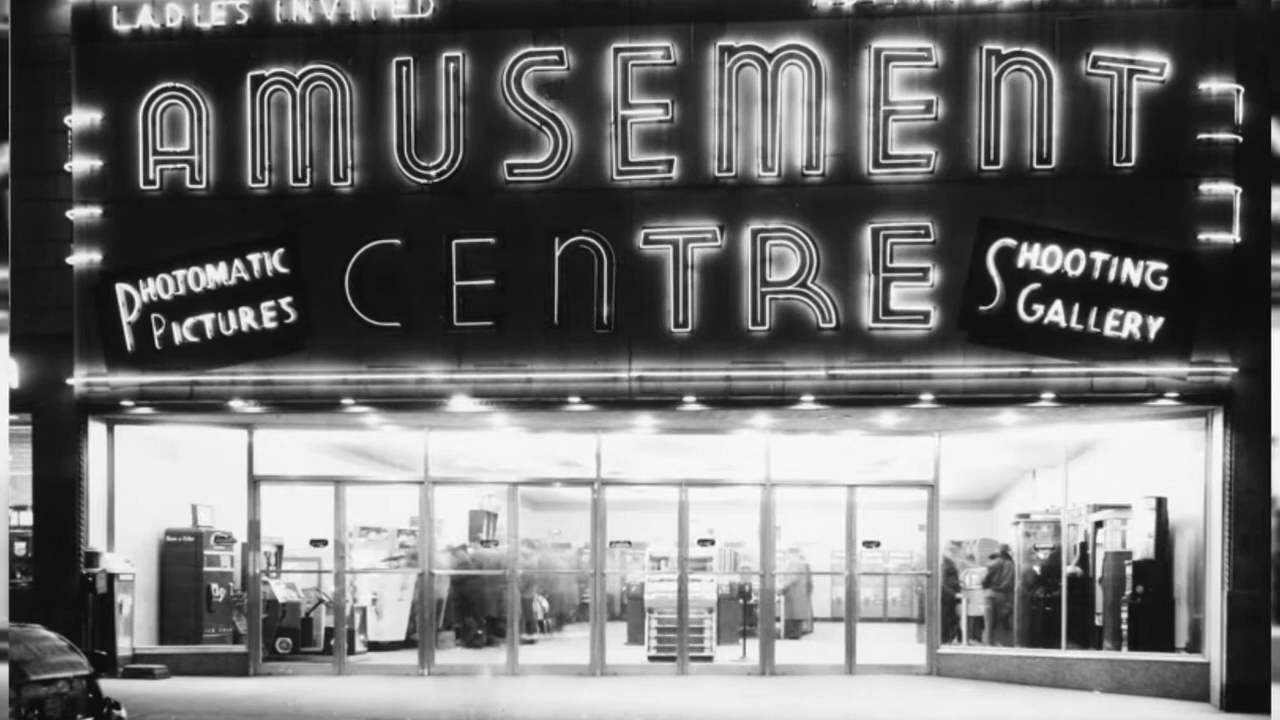 LADIES INVITED
AMUSEMENT
CENTRE
PHOTOMATIC
PICTURES
SHOOTING
GALLERY